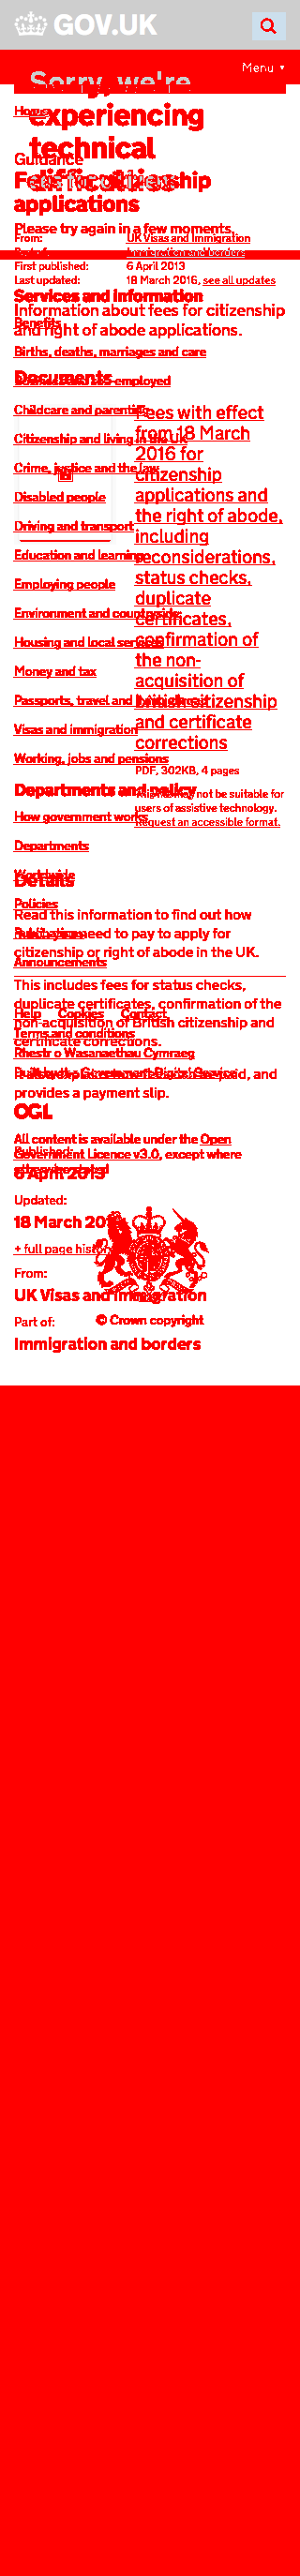 GOV.UK
Menu ▼
Sorry, we're
experiencing
technical
difficulties
Home
Guidance
Fees for citizenship
applications
Please try again in a few moments.
From: UK Visas and Immigration
Part of: Immigration and borders
First published: 6 April 2013
Last updated: 18 March 2016, see all updates
Services and information
Information about fees for citizenship
and right of abode applications.
Benefits
Births, deaths, marriages and care
Documents
Business and self-employed
Childcare and parenting
Citizenship and living in the UK
Crime, justice and the law
Disabled people
Driving and transport
Education and learning
Employing people
Environment and countryside
Housing and local services
Money and tax
Passports, travel and living abroad
Visas and immigration
Working, jobs and pensions
Fees with effect
from 18 March
2016 for
citizenship
applications and
the right of abode,
including
reconsiderations,
status checks,
duplicate
certificates,
confirmation of
the non-
acquisition of
British citizenship
and certificate
corrections
PDF, 302KB, 4 pages
This file may not be suitable for
users of assistive technology.
Request an accessible format.
Departments and policy
How government works
Departments
Worldwide
Details
Policies
Read this information to find out how
much you need to pay to apply for
citizenship or right of abode in the UK.
Publications
Announcements
This includes fees for status checks,
duplicate certificates, confirmation of the
non-acquisition of British citizenship and
certificate corrections.
Help Cookies Contact
Terms and conditions
Rhestr o Wasanaethau Cymraeg
Built by the Government Digital Service
be paid, and
provides a payment slip.
OGL
All content is available under the Open
Government Licence v3.0, except where
otherwise stated
Published:
6 April 2013
Updated:
18 March 2016
+ full page history
From:
UK Visas and Immigration
Part of:
© Crown copyright
Immigration and borders